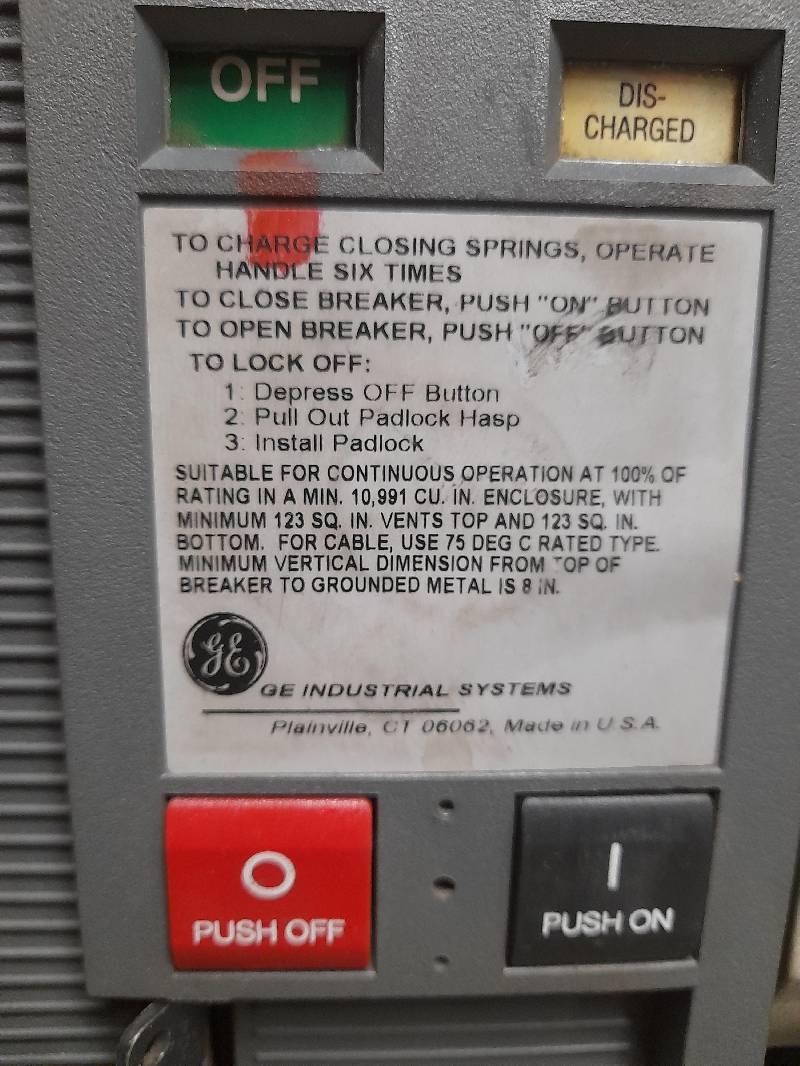 OFF
DIS-
CHARGED
TO CHARGE CLOSING SPRINGS, OPERATE
HANDLE SIX TIMES
TO CLOSE BREAKER, PUSH "ON" BUTTON
TO OPEN BREAKER, PUSH "OFF" BUTTON
TO LOCK OFF:
1: Depress OFF Button
2: Pull Out Padlock Hasp
3: Install Padlock
SUITABLE FOR CONTINUOUS OPERATION AT 100% OF
RATING IN A MIN. 10,991 CU. IN. ENCLOSURE, WITH
MINIMUM 123 SQ. IN. VENTS TOP AND 123 SQ. IN.
BOTTOM. FOR CABLE, USE 75 DEG C RATED TYPE.
MINIMUM VERTICAL DIMENSION FROM TOP OF
BREAKER TO GROUNDED METAL IS 8 IN.
GE
GE INDUSTRIAL SYSTEMS
Plainville, CT 06062, Made in U.S.A.
O
PUSH OFF
I
PUSH ON